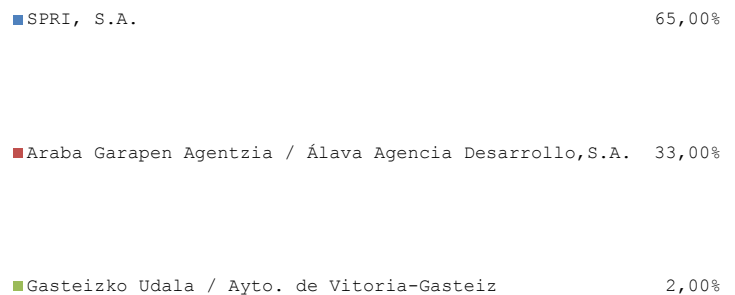 SPRI, S.A. 65,00%
Araba Garapen Agentzia / Álava Agencia Desarrollo,S.A. 33,00%
Gasteizko Udala / Ayto. de Vitoria-Gasteiz 2,00%